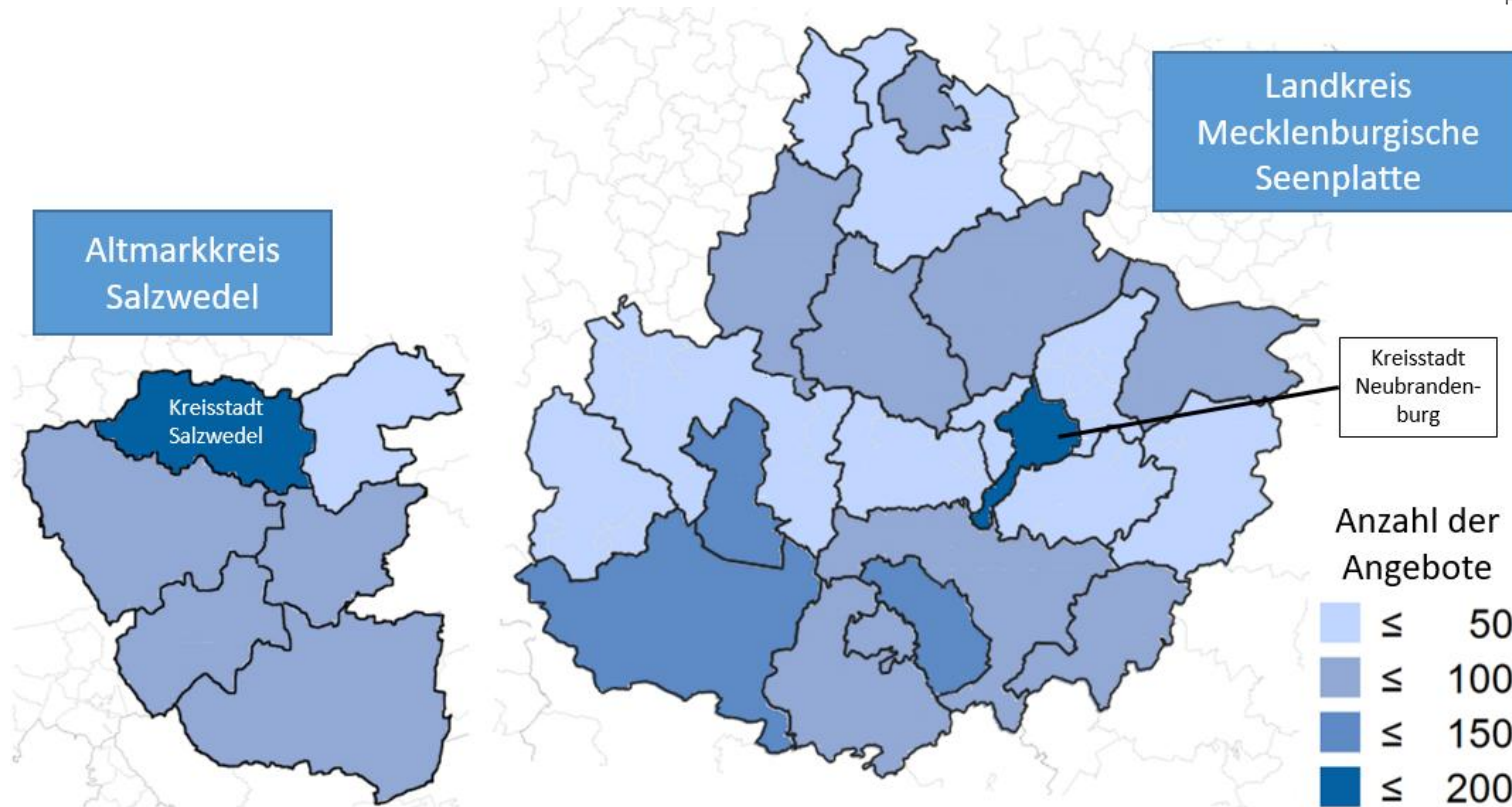 Landkreis
Mecklenburgische
Seenplatte
Altmarkkreis
Salzwedel
Kreisstadt
Salzwedel
Kreisstadt
Neubranden-
burg
Anzahl der
Angebote
≤ 50
≤ 100
≤ 150
≤ 200